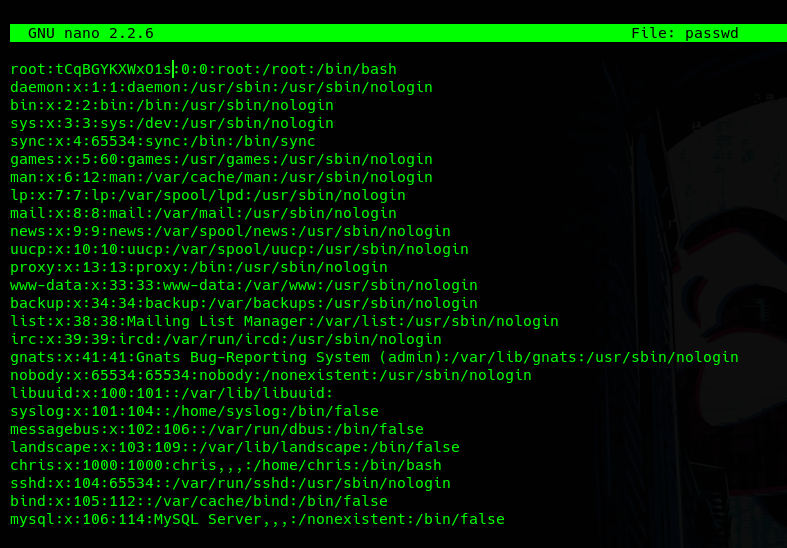 GNU nano 2.2.6 File: passwd
root:tCqBGYKXWxO1s:0:0:root:/root:/bin/bash
daemon:x:1:1:daemon:/usr/sbin:/usr/sbin/nologin
bin:x:2:2:bin:/bin:/usr/sbin/nologin
sys:x:3:3:sys:/dev:/usr/sbin/nologin
sync:x:4:65534:sync:/bin:/bin/sync
games:x:5:60:games:/usr/games:/usr/sbin/nologin
man:x:6:12:man:/var/cache/man:/usr/sbin/nologin
lp:x:7:7:lp:/var/spool/lpd:/usr/sbin/nologin
mail:x:8:8:mail:/var/mail:/usr/sbin/nologin
news:x:9:9:news:/var/spool/news:/usr/sbin/nologin
uucp:x:10:10:uucp:/var/spool/uucp:/usr/sbin/nologin
proxy:x:13:13:proxy:/bin:/usr/sbin/nologin
www-data:x:33:33:www-data:/var/www:/usr/sbin/nologin
backup:x:34:34:backup:/var/backups:/usr/sbin/nologin
list:x:38:38:Mailing List Manager:/var/list:/usr/sbin/nologin
irc:x:39:39:ircd:/var/run/ircd:/usr/sbin/nologin
gnats:x:41:41:Gnats Bug-Reporting System (admin):/var/lib/gnats:/usr/sbin/nologin
nobody:x:65534:65534:nobody:/nonexistent:/usr/sbin/nologin
libuuid:x:100:101::/var/lib/libuuid:
syslog:x:101:104::/home/syslog:/bin/false
messagebus:x:102:106::/var/run/dbus:/bin/false
landscape:x:103:109::/var/lib/landscape:/bin/false
chris:x:1000:1000:chris,,,:/home/chris:/bin/bash
sshd:x:104:65534::/var/run/sshd:/usr/sbin/nologin
bind:x:105:112::/var/cache/bind:/bin/false
mysql:x:106:114:MySQL Server,,,:/nonexistent:/bin/false